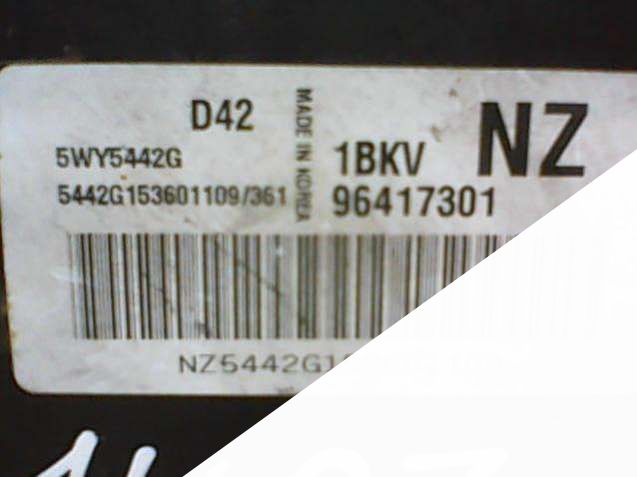 D42
MADE IN KOREA
NZ
5WY5442G
1BKV
5442G153601109/361
96417301